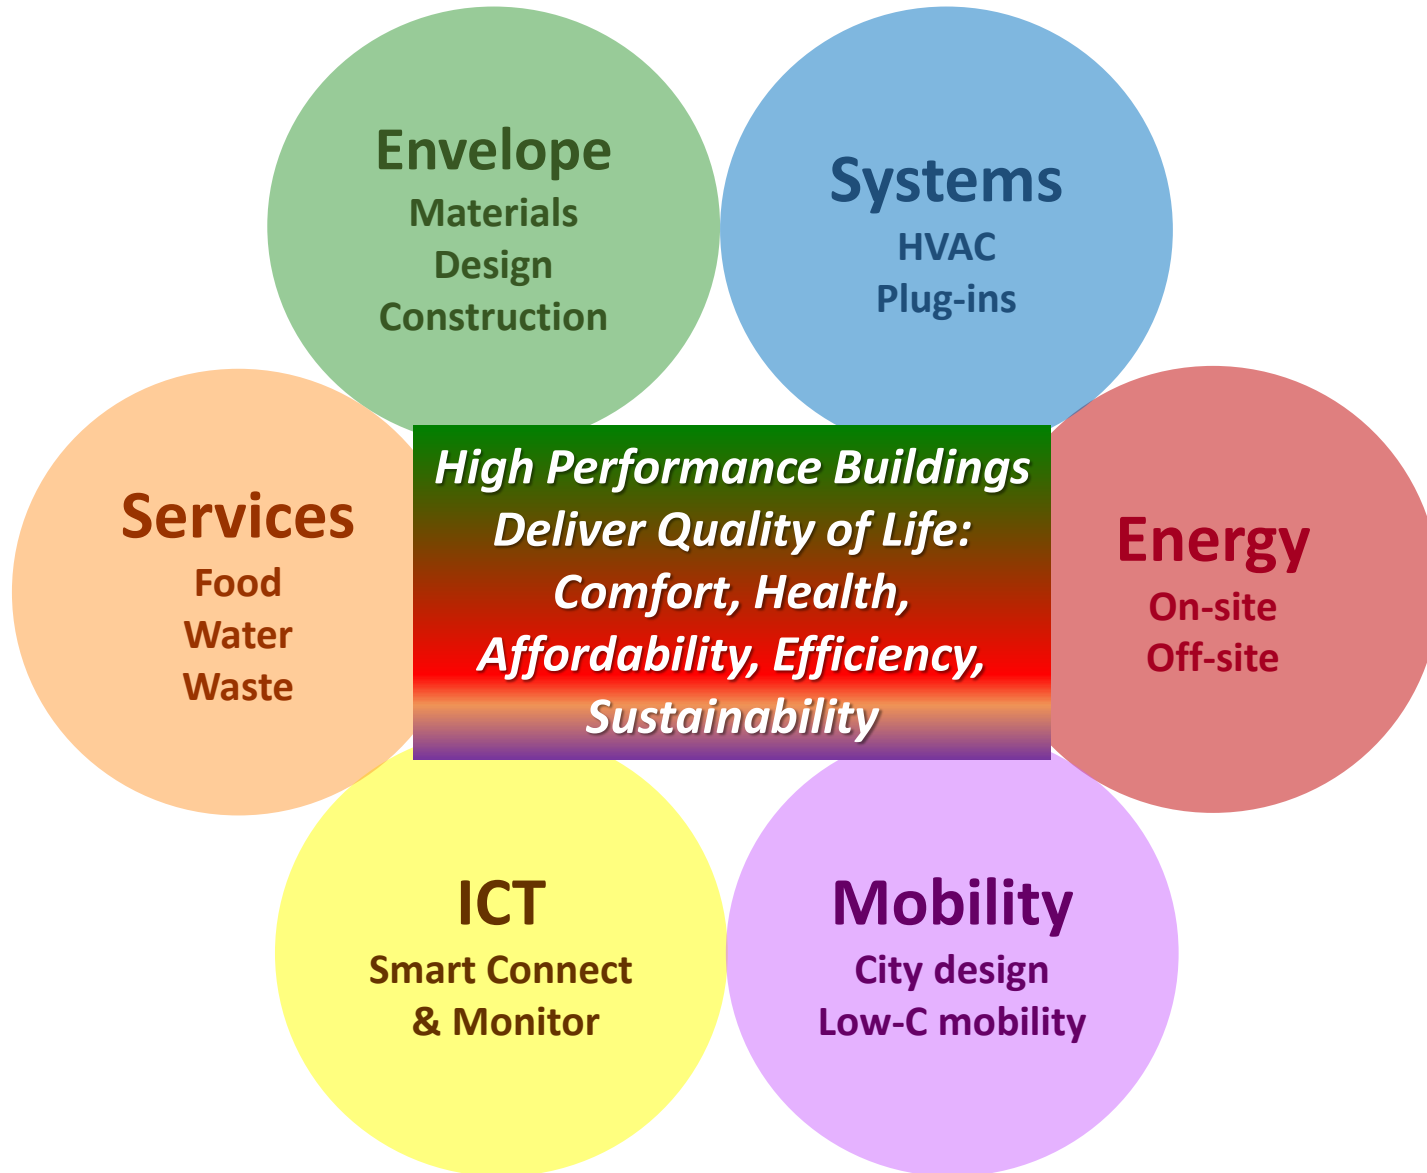 Envelope
Materials
Design
Construction
Systems
HVAC
Plug-ins
Services
Food
Water
Waste
High Performance Buildings
Deliver Quality of Life:
Comfort, Health,
Affordability, Efficiency,
Sustainability
Energy
On-site
Off-site
ICT
Smart Connect
& Monitor
Mobility
City design
Low-C mobility